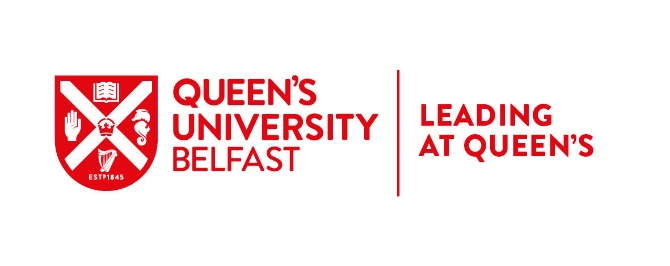 QUEEN'S
UNIVERSITY
BELFAST
ESTD 1845
LEADING
AT QUEEN'S